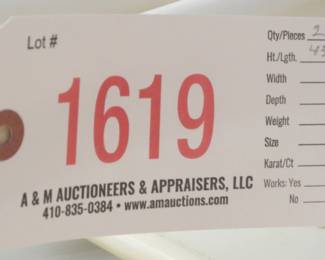 Lot #
1619
A & M AUCTIONEERS & APPRAISERS, LLC
410-835-0384 • www.amauctions.com
Qty/Pieces 2
Ht./Lgth.
Width
Depth
Weight
Size
Karat/Ct
Works: Yes
No